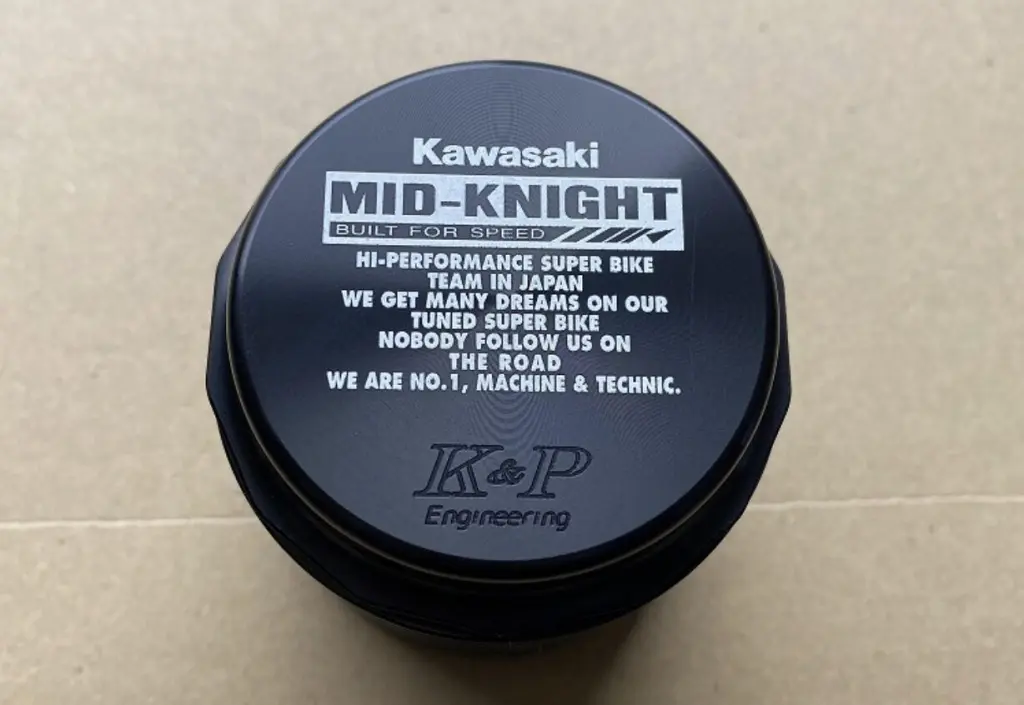 Kawasaki
MID-KNIGHT
BUILT FOR SPEED
HI-PERFORMANCE SUPER BIKE
TEAM IN JAPAN
WE GET MANY DREAMS ON OUR
TUNED SUPER BIKE
NOBODY FOLLOW US ON
THE ROAD
WE ARE NO.1, MACHINE & TECHNIC.
K&P
Engineering